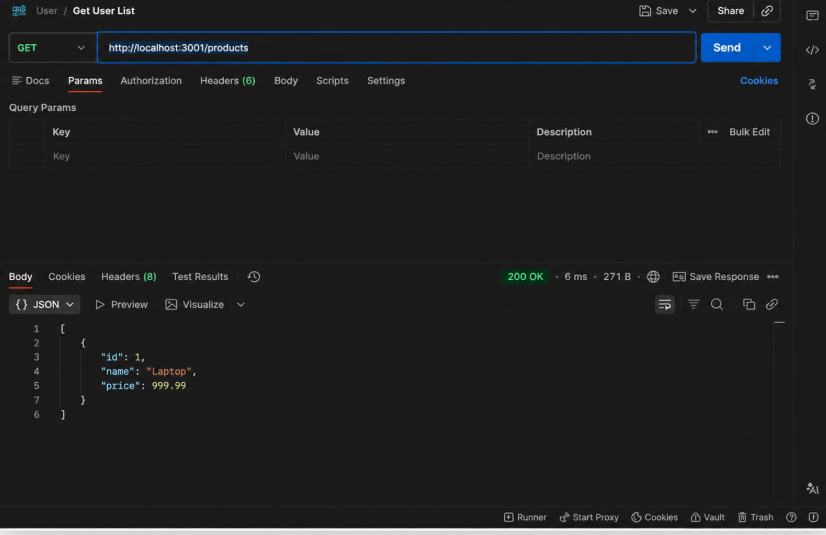 User / Get User List Save Share
GET http://localhost:3001/products Send
Docs Params Authorization Headers (6) Body Scripts Settings Cookies
Query Params
Key Value Description Bulk Edit
Key Value Description
Body Cookies Headers (8) Test Results 200 OK • 6 ms • 271 B • Save Response
{} JSON Preview Visualize
1 [
2 {
3 "id": 1,
4 "name": "Laptop",
5 "price": 999.99
7 }
6 ]
AI
Runner Start Proxy Cookies Vault Trash